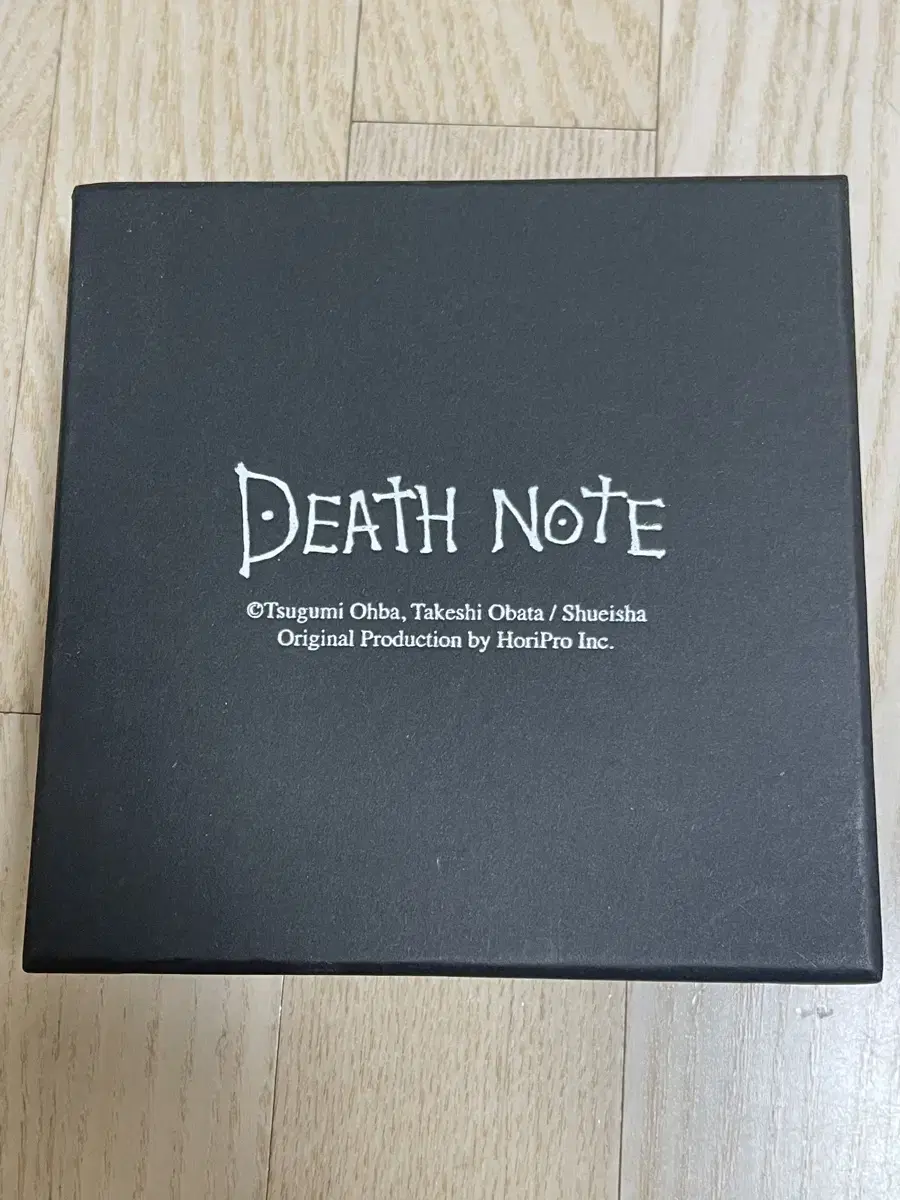 DEATH NOTE
©Tsugumi Ohba, Takeshi Obata / Shueisha
Original Production by HoriPro Inc.